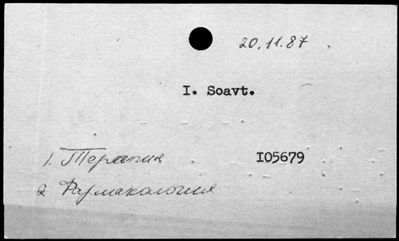 20.11.87
I. Soavt.
1. Терапия
I05679
2 Фармакология